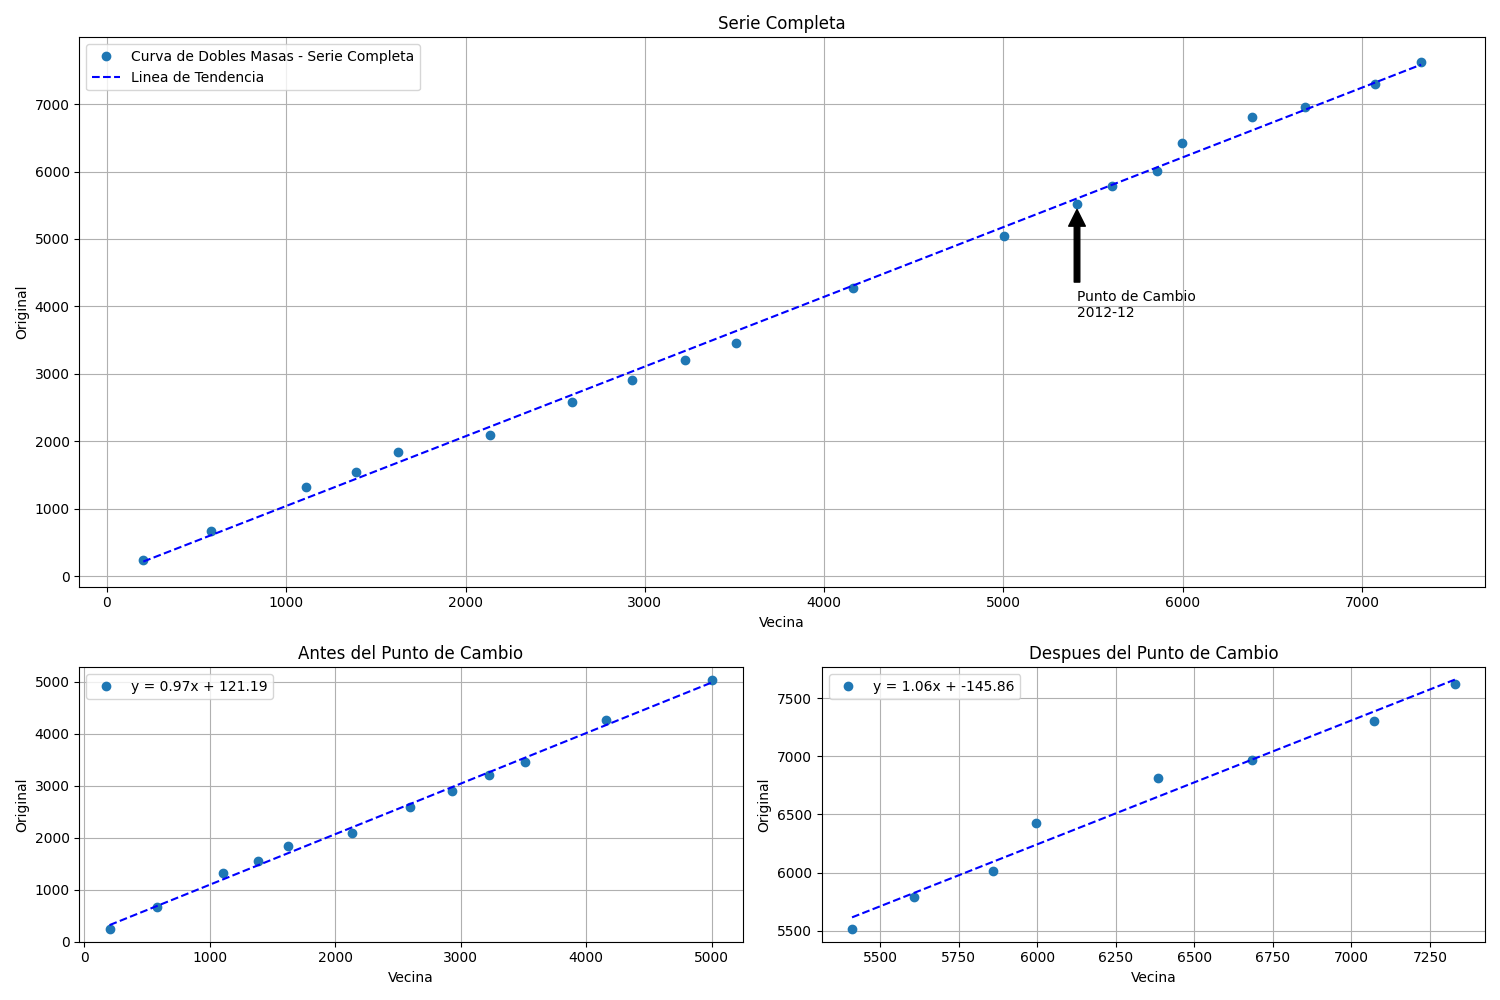 Serie Completa
Curva de Dobles Masas - Serie Completa
Linea de Tendencia
7000
6000
5000
4000
3000
2000
1000
0
Original
Punto de Cambio
2012-12
0 1000 2000 3000 4000 5000 6000 7000
Vecina
Antes del Punto de Cambio
y = 0.97x + 121.19
5000
4000
3000
2000
1000
0
Original
0 1000 2000 3000 4000 5000
Vecina
Despues del Punto de Cambio
y = 1.06x + -145.86
7500
7000
6500
6000
5500
Original
5500 5750 6000 6250 6500 6750 7000 7250
Vecina